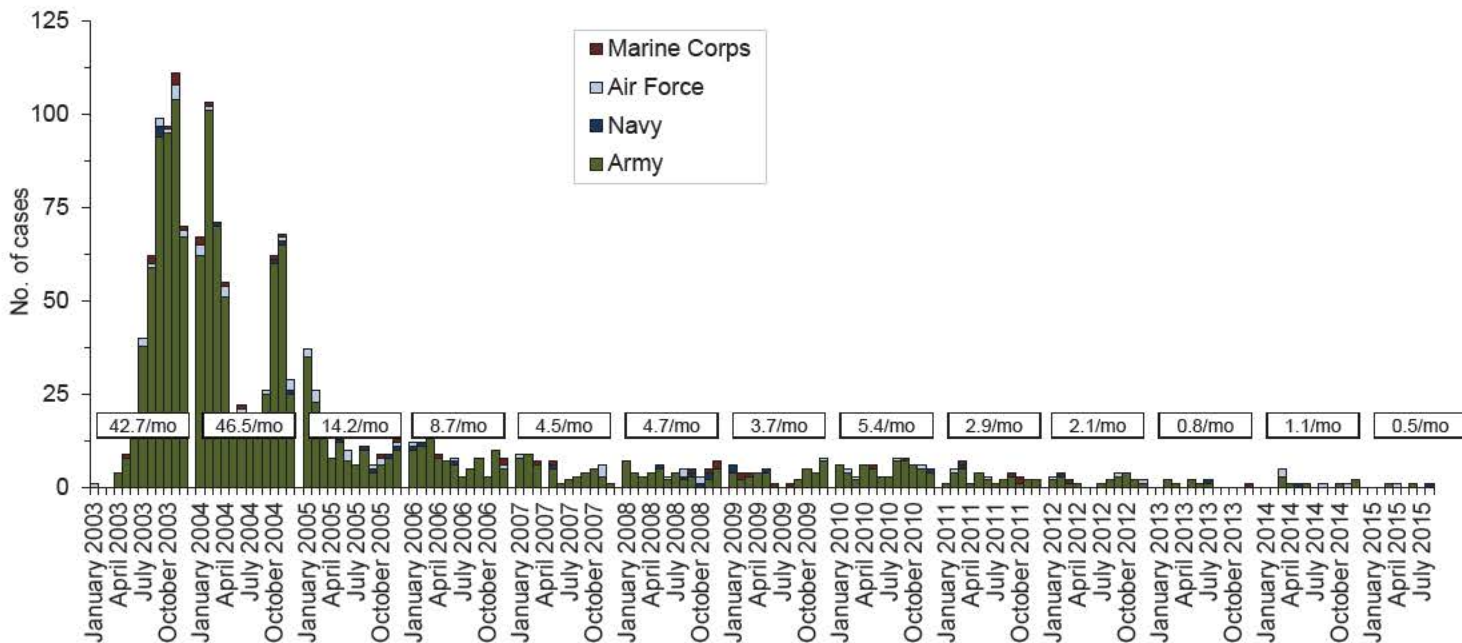 125
100
75
50
25
0
No. of cases
Marine Corps
Air Force
Navy
Army
42.7/mo
46.5/mo
14.2/mo
8.7/mo
4.5/mo
4.7/mo
3.7/mo
5.4/mo
2.9/mo
2.1/mo
0.8/mo
1.1/mo
0.5/mo
January 2003
April 2003
July 2003
October 2003
January 2004
April 2004
July 2004
October 2004
January 2005
April 2005
July 2005
October 2005
January 2006
April 2006
July 2006
October 2006
January 2007
April 2007
July 2007
October 2007
January 2008
April 2008
July 2008
October 2008
January 2009
April 2009
July 2009
October 2009
January 2010
April 2010
July 2010
October 2010
January 2011
April 2011
July 2011
October 2011
January 2012
April 2012
July 2012
October 2012
January 2013
April 2013
July 2013
October 2013
January 2014
April 2014
July 2014
October 2014
January 2015
April 2015
July 2015